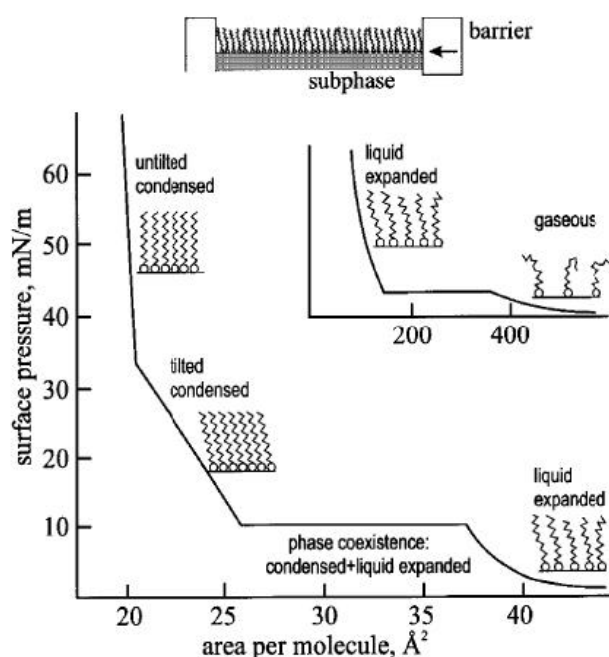 barrier
subphase
surface pressure, mN/m
60
50
40
30
20
10
untilted
condensed
tilted
condensed
phase coexistence:
condensed+liquid expanded
liquid
expanded
20
25
30
35
40
area per molecule, Å²
liquid
expanded
gaseous
200
400